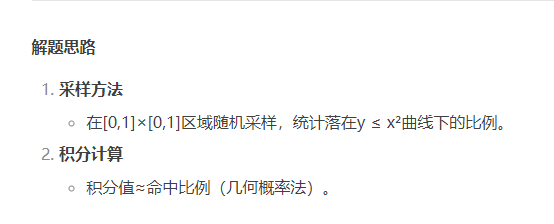 解题思路
1. 采样方法
◦ 在[0,1]×[0,1]区域随机采样，统计落在y ≤ x²曲线下的比例。
2. 积分计算
◦ 积分值≈命中比例（几何概率法）。